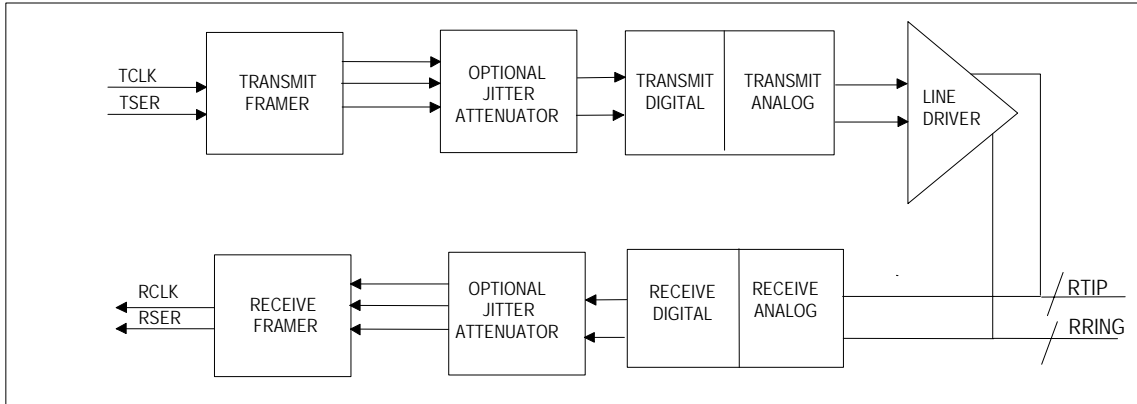 TCLK
TSER
TRANSMIT
FRAMER
OPTIONAL
JITTER
ATTENUATOR
TRANSMIT
DIGITAL
TRANSMIT
ANALOG
LINE
DRIVER
RCLK
RSER
RECEIVE
FRAMER
OPTIONAL
JITTER
ATTENUATOR
RECEIVE
DIGITAL
RECEIVE
ANALOG
RTIP
RRING